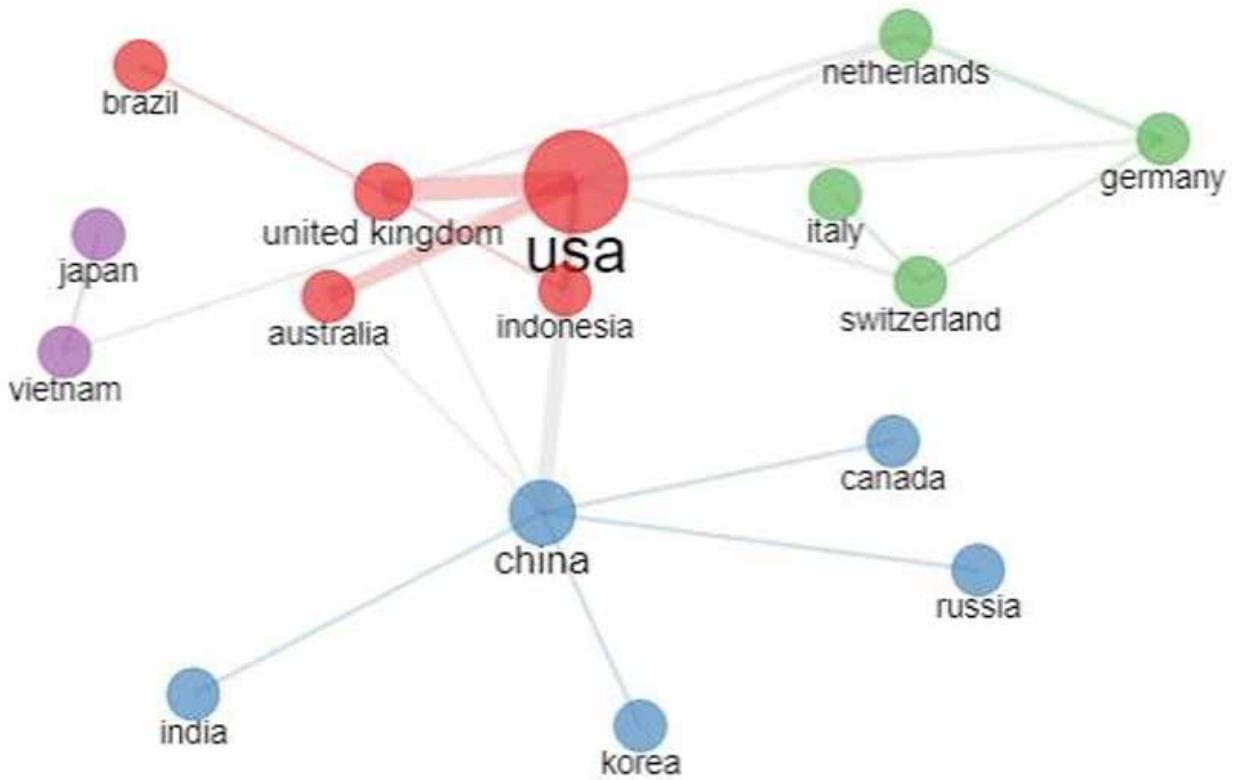 netherlands
brazil
germany
italy
united kingdom
usa
japan
switzerland
australia
indonesia
vietnam
canada
china
russia
india
korea